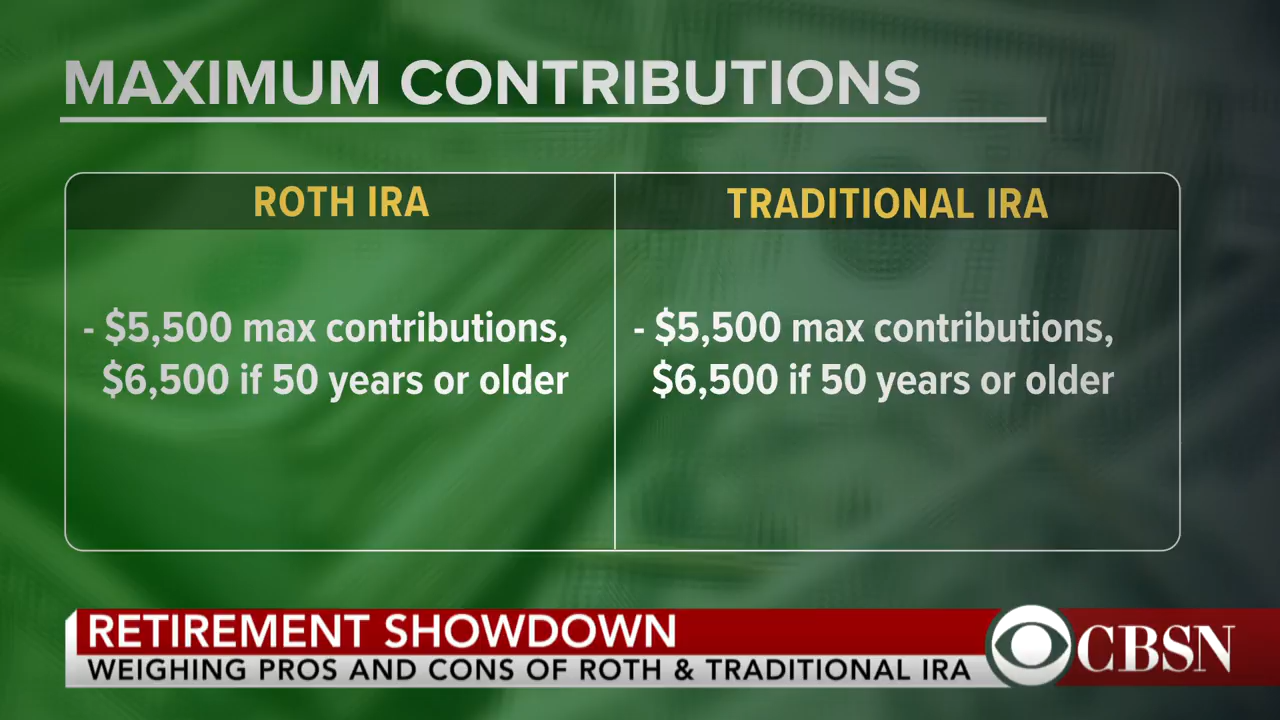 MAXIMUM CONTRIBUTIONS
ROTH IRA
- $5,500 max contributions,
$6,500 if 50 years or older
TRADITIONAL IRA
- $5,500 max contributions,
$6,500 if 50 years or older
RETIREMENT SHOWDOWN
WEIGHING PROS AND CONS OF ROTH & TRADITIONAL IRA
CBSN